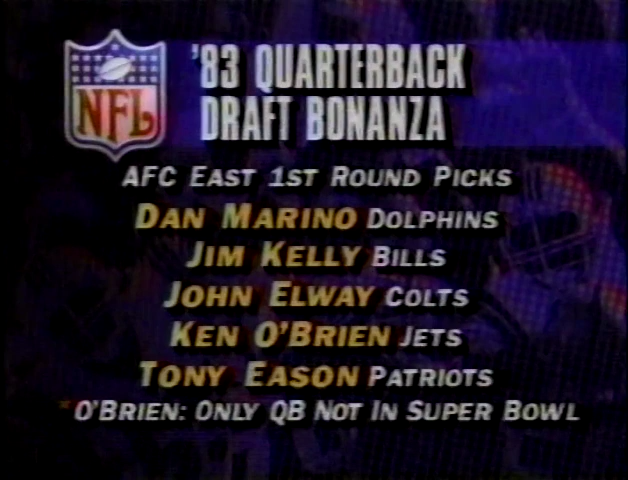 NFL
'83 QUARTERBACK
DRAFT BONANZA
AFC EAST 1ST ROUND PICKS
DAN MARINO DOLPHINS
JIM KELLY BILLS
JOHN ELWAY COLTS
KEN O'BRIEN JETS
TONY EASON PATRIOTS
*O'BRIEN: ONLY QB NOT IN SUPER BOWL